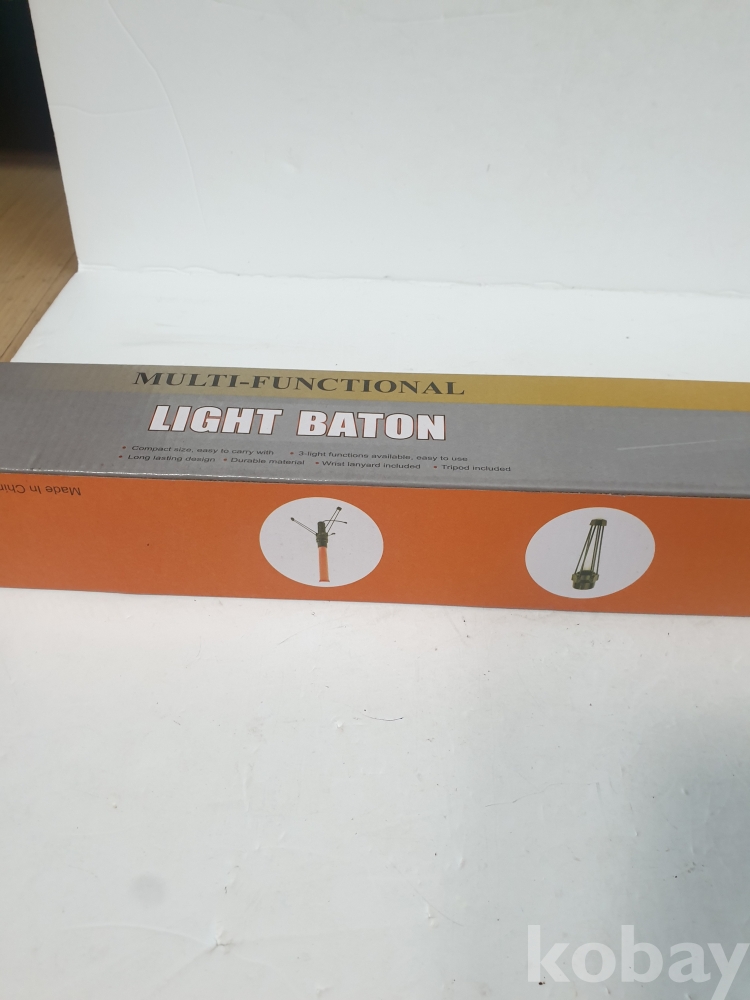 MULTI-FUNCTIONAL
LIGHT BATON
• Compact size, easy to carry with • 3-light functions available, easy to use
• Long lasting design • Durable material • Wrist lanyard included • Tripod included
Made In Chin
kobay